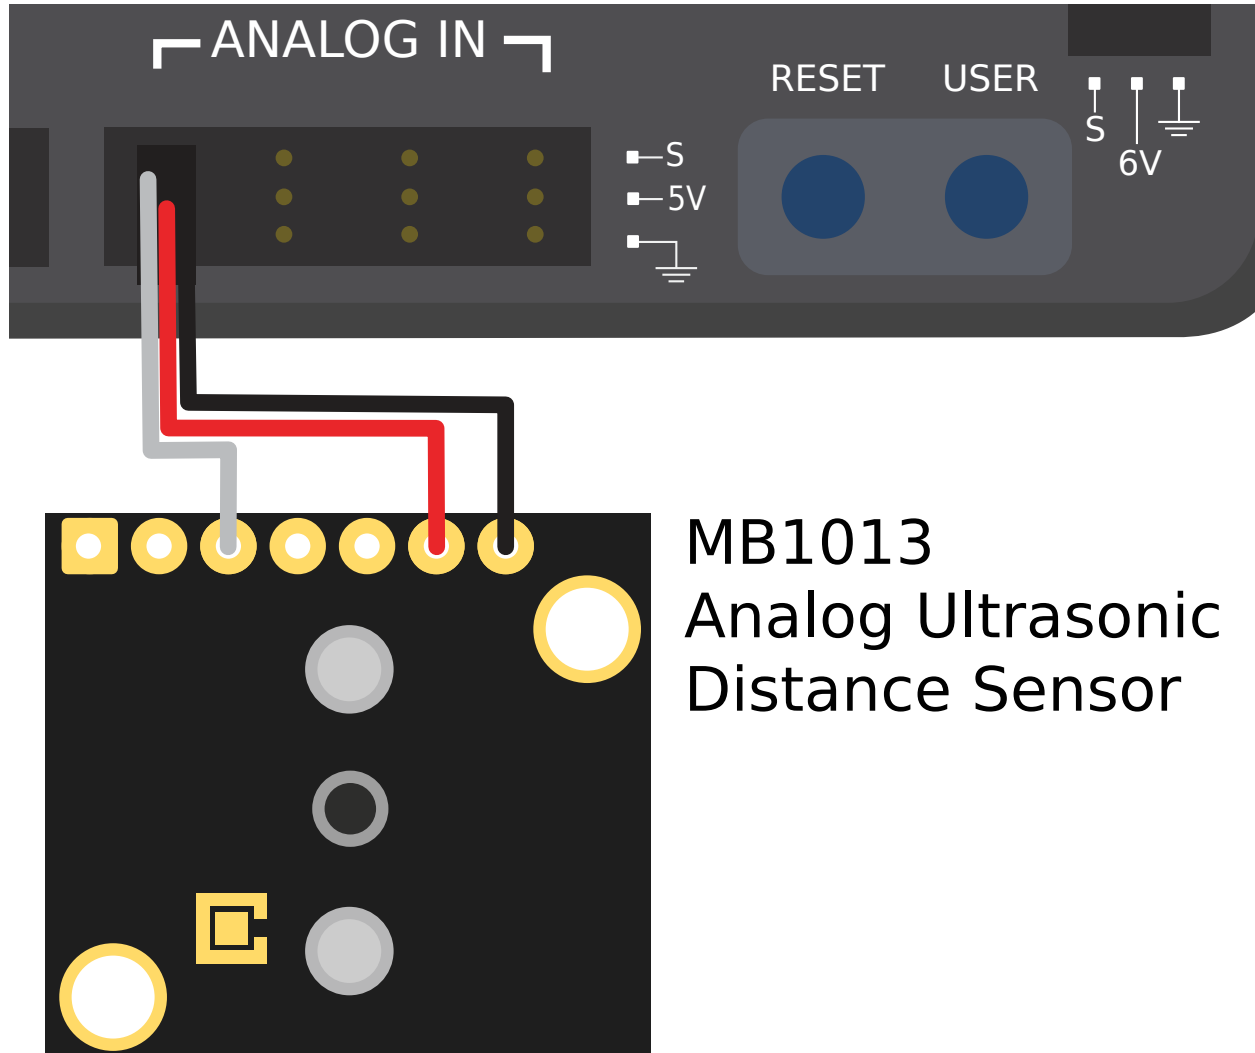 ANALOG IN
RESET
USER
S
6V
S
5V
MB1013
Analog Ultrasonic
Distance Sensor